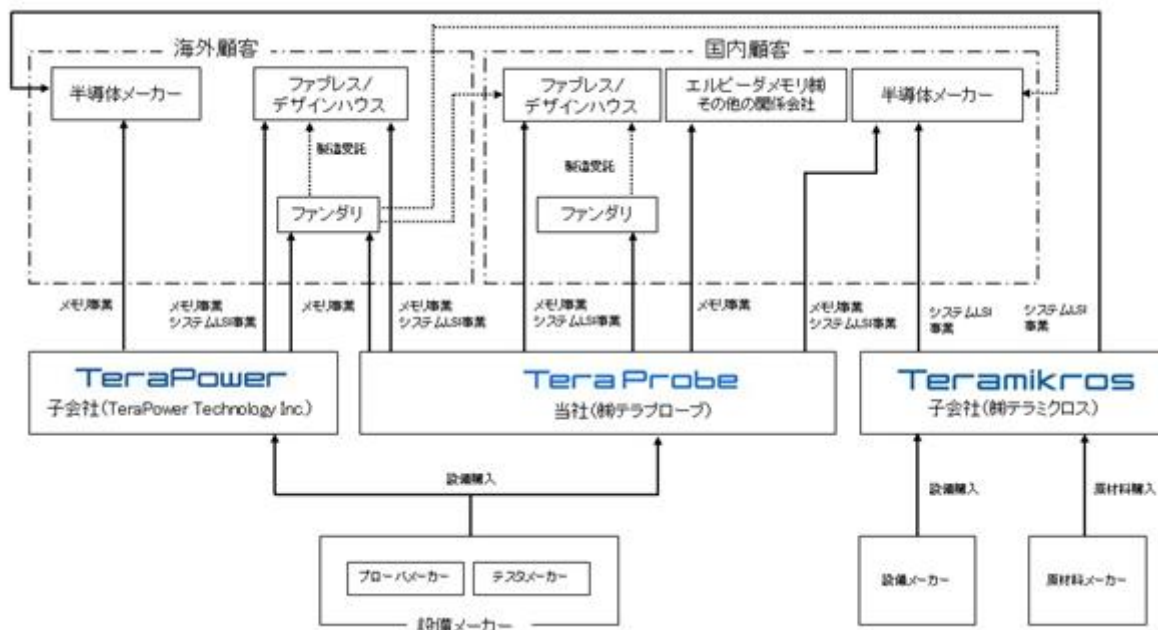 海外顧客
国内顧客
半導体メーカー
ファブレス/
デザインハウス
ファブレス/
デザインハウス
エルピーダメモリ㈱
その他の関係会社
半導体メーカー
製造受託
製造受託
ファンダリ
ファンダリ
メモリ事業
メモリ事業
システムLSI事業
メモリ事業
メモリ事業
システムLSI事業
メモリ事業
システムLSI事業
メモリ事業
メモリ事業
システムLSI事業
システムLSI
事業
システムLSI
事業
TeraPower
子会社(TeraPower Technology Inc.)
Tera Probe
当社(㈱テラプローブ)
Teramikros
子会社(㈱テラミクロス)
設備購入
設備購入
原材料購入
プローバメーカー
テスタメーカー
設備メーカー
設備メーカー
原材料メーカー